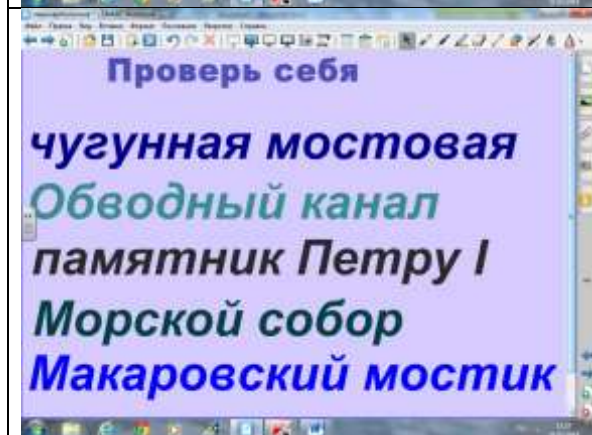 Проверь себя
чугунная мостовая
Обводный канал
памятник Петру I
Морской собор
Макаровский мостик